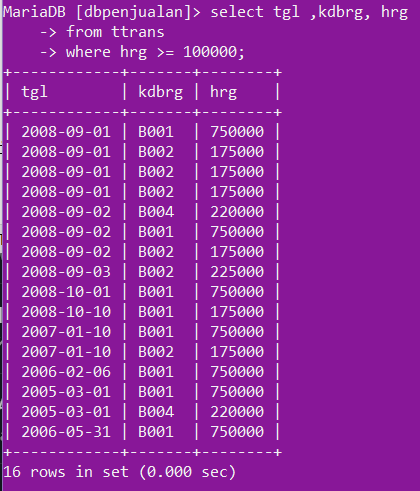 MariaDB [dbpenjualan]> select tgl ,kdbrg, hrg
    -> from ttrans
    -> where hrg >= 100000;
+------------+-------+--------+
| tgl        | kdbrg | hrg    |
+------------+-------+--------+
| 2008-09-01 | B001  | 750000 |
| 2008-09-01 | B002  | 175000 |
| 2008-09-01 | B002  | 175000 |
| 2008-09-01 | B002  | 175000 |
| 2008-09-02 | B004  | 220000 |
| 2008-09-02 | B001  | 750000 |
| 2008-09-02 | B002  | 175000 |
| 2008-09-03 | B002  | 225000 |
| 2008-10-01 | B001  | 750000 |
| 2008-10-10 | B001  | 175000 |
| 2007-01-10 | B001  | 750000 |
| 2007-01-10 | B002  | 175000 |
| 2006-02-06 | B001  | 750000 |
| 2005-03-01 | B001  | 750000 |
| 2005-03-01 | B004  | 220000 |
| 2006-05-31 | B001  | 750000 |
+------------+-------+--------+
16 rows in set (0.000 sec)